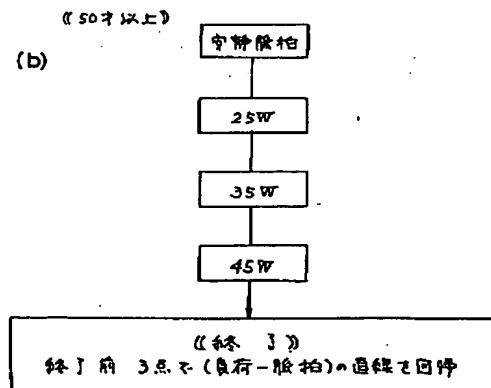 《50才以上》
(b)
安静脈拍
25W
35W
45W
《終了》
終了前 3点で(負荷-脈拍)の直線を回帰